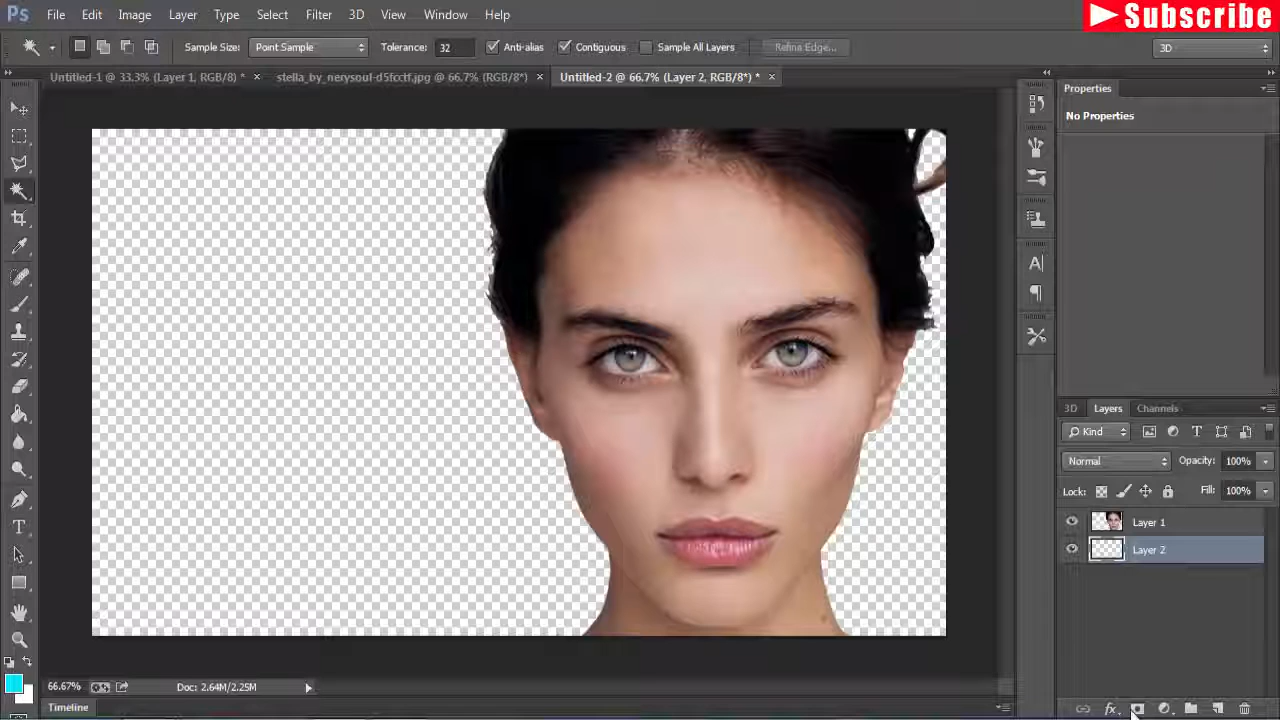 Ps File Edit Image Layer Type Select Filter 3D View Window Help
Subscribe
Sample Size: Point Sample Tolerance: 32 Anti-alias Contiguous Sample All Layers Refine Edge... 3D
Untitled-1 @ 33.3% (Layer 1, RGB/8) * × stella_by_nerysoul-d5fcctf.jpg @ 66.7% (RGB/8*) × Untitled-2 @ 66.7% (Layer 2, RGB/8*) * ×
Properties
No Properties
3D Layers Channels
Kind
Normal Opacity: 100%
Lock: Fill: 100%
Layer 1
Layer 2
66.67% Doc: 2.64M/2.25M
Timeline
fx